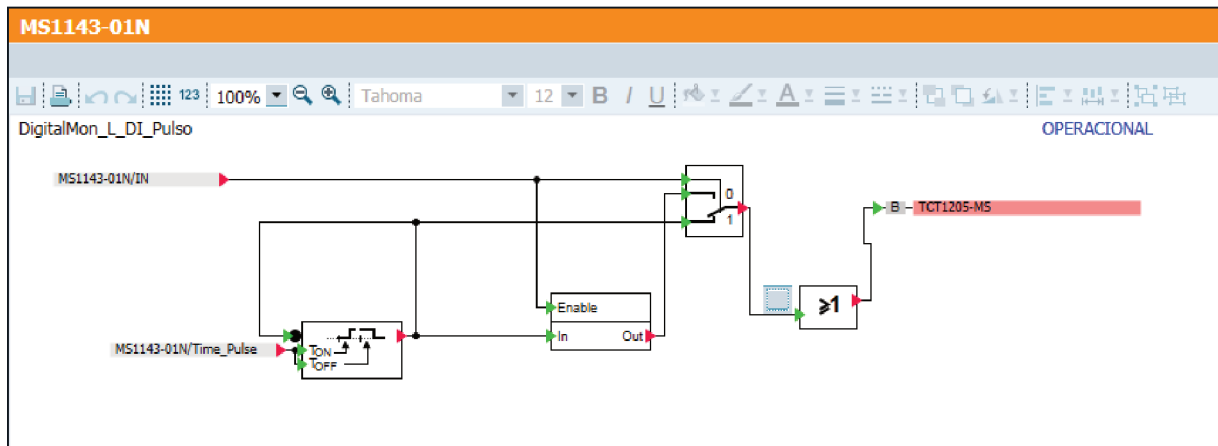 MS1143-01N
123 100% Tahoma 12 B I U A
DigitalMon_L_DI_Pulso OPERACIONAL
MS1143-01N/IN
0
1
B TCT1205-MS
Enable
≥1
In Out
MS1143-01N/Time_Pulse
TON
TOFF